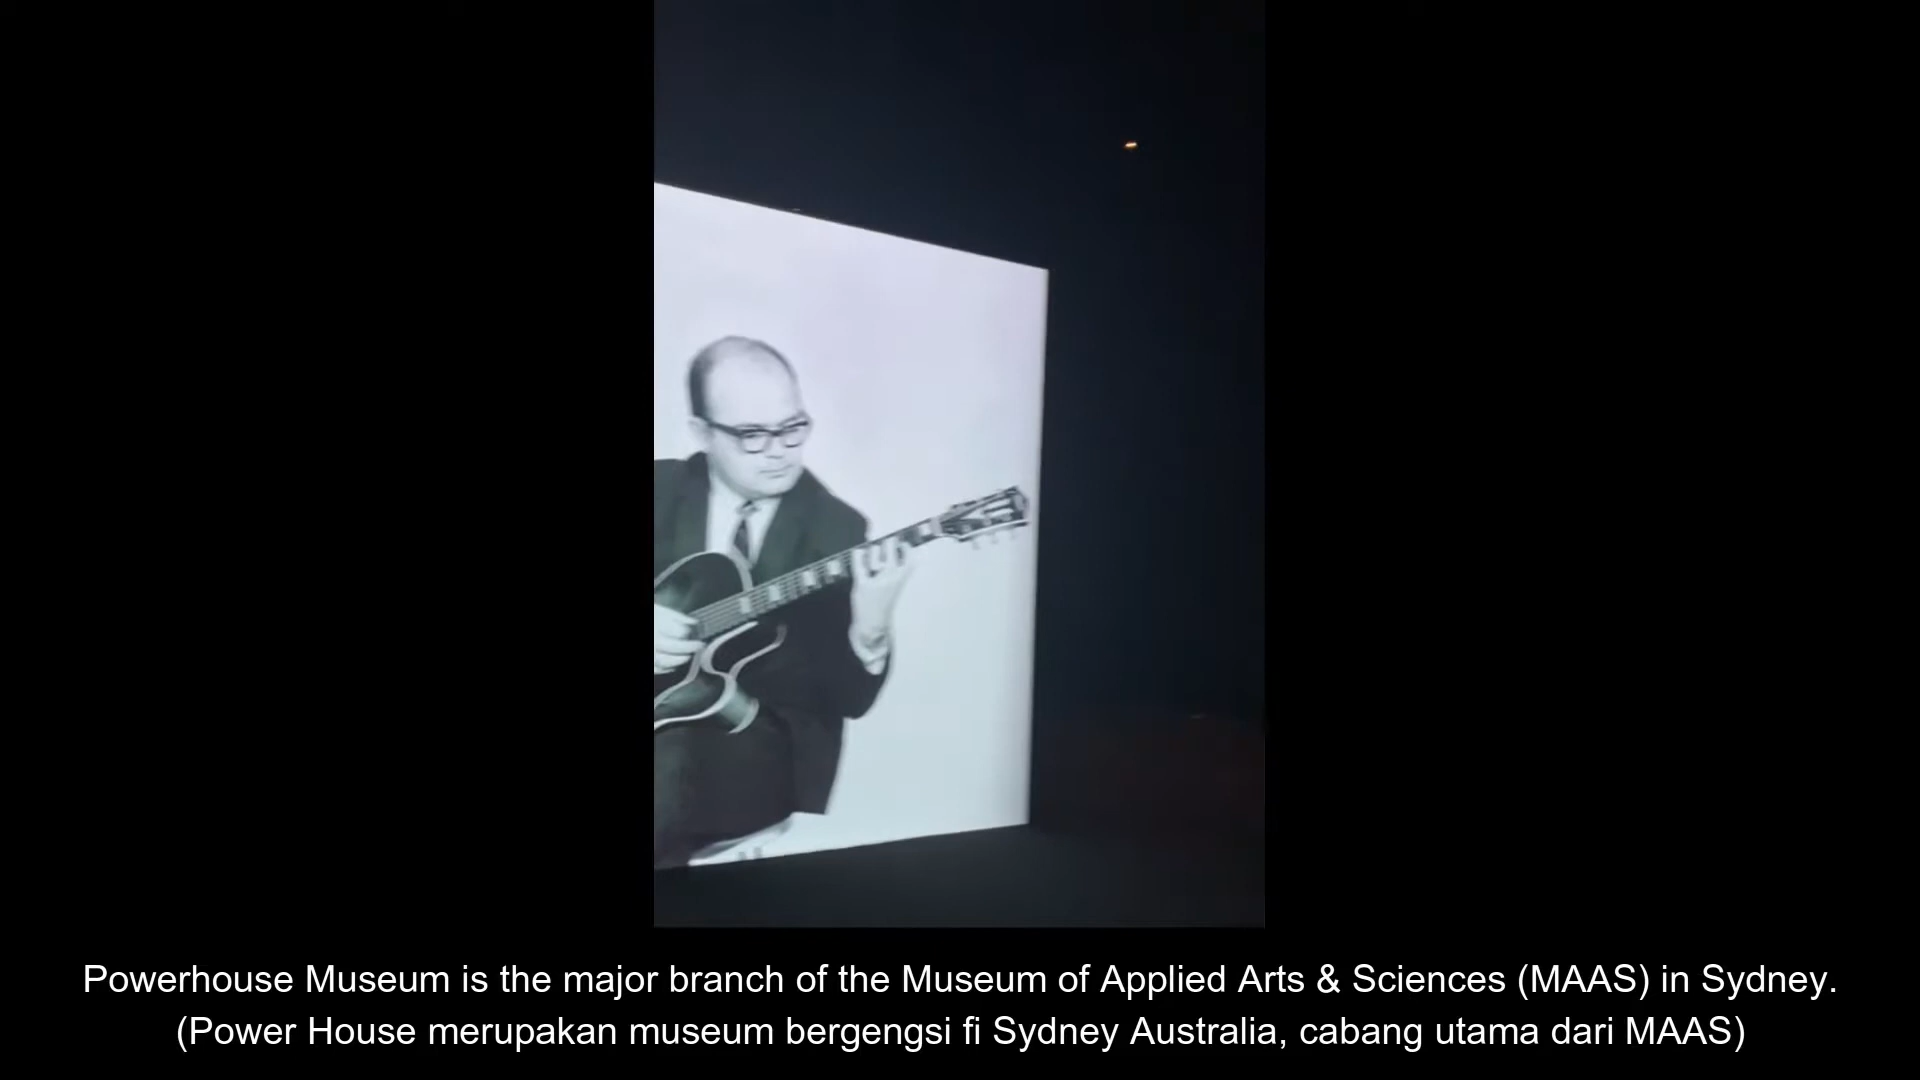 Powerhouse Museum is the major branch of the Museum of Applied Arts & Sciences (MAAS) in Sydney.
(Power House merupakan museum bergengsi fi Sydney Australia, cabang utama dari MAAS)